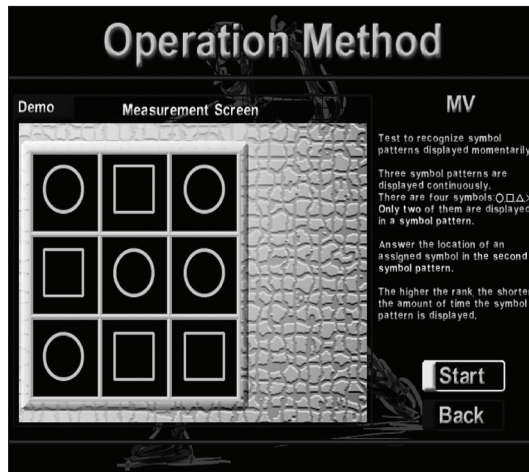 Operation Method
Demo
Measurement Screen
MV
Test to recognize symbol
patterns displayed momentarily
Three symbol patterns are
displayed continuously.
There are four symbols:○□△×
Only two of them are displayed
in a symbol pattern.
Answer the location of an
assigned symbol in the second
symbol pattern.
The higher the rank, the shorter
the amount of time the symbol
pattern is displayed.
Start
Back